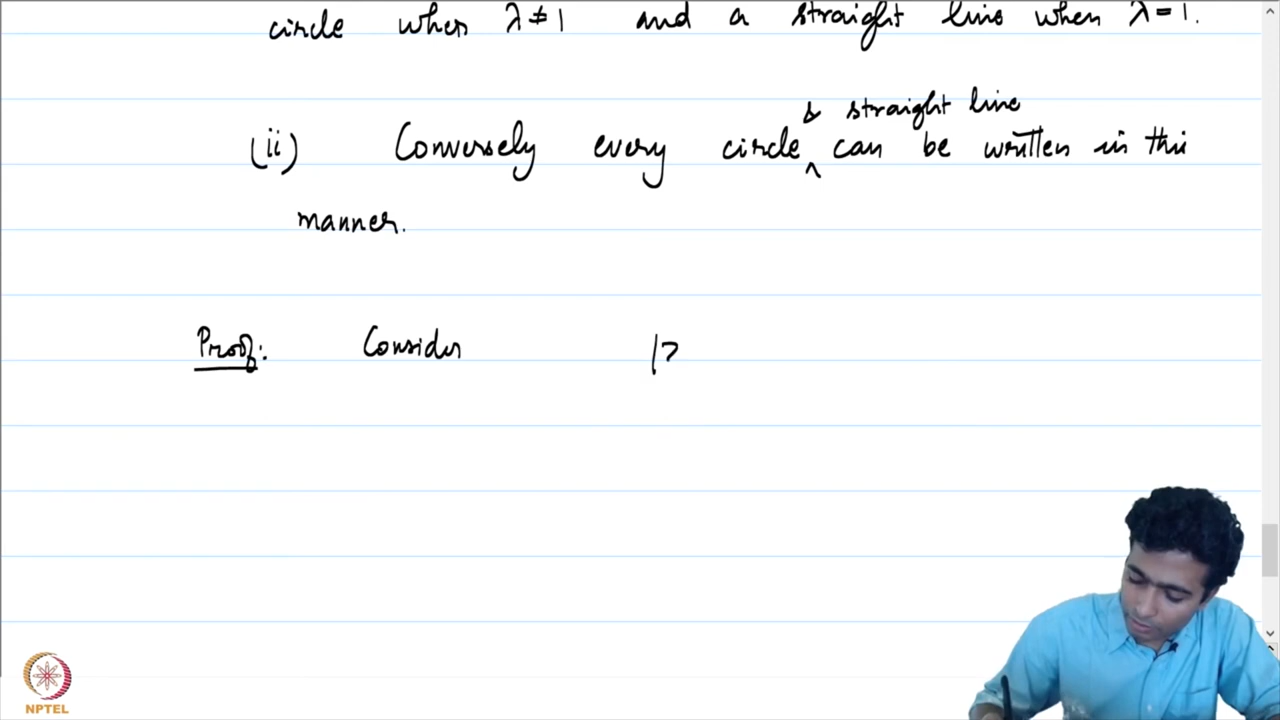 circle when λ ≠ 1 and a straight line when λ = 1.
& straight line
(ii) Conversely every circle ^ can be written in this
manner.
Proof: Consider |z
NPTEL